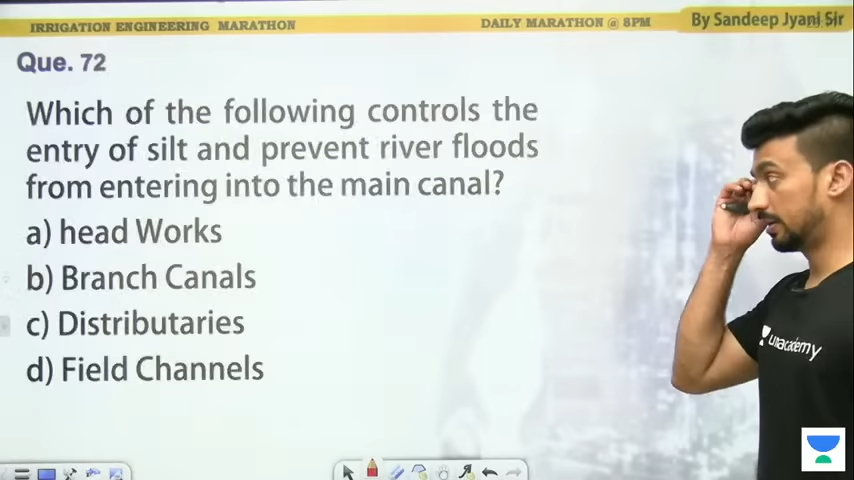 IRRIGATION ENGINEERING MARATHON
DAILY MARATHON @ 8PM
By Sandeep Jyani Sir
Que. 72
Which of the following controls the
entry of silt and prevent river floods
from entering into the main canal?
a) head Works
b) Branch Canals
c) Distributaries
d) Field Channels
unacademy